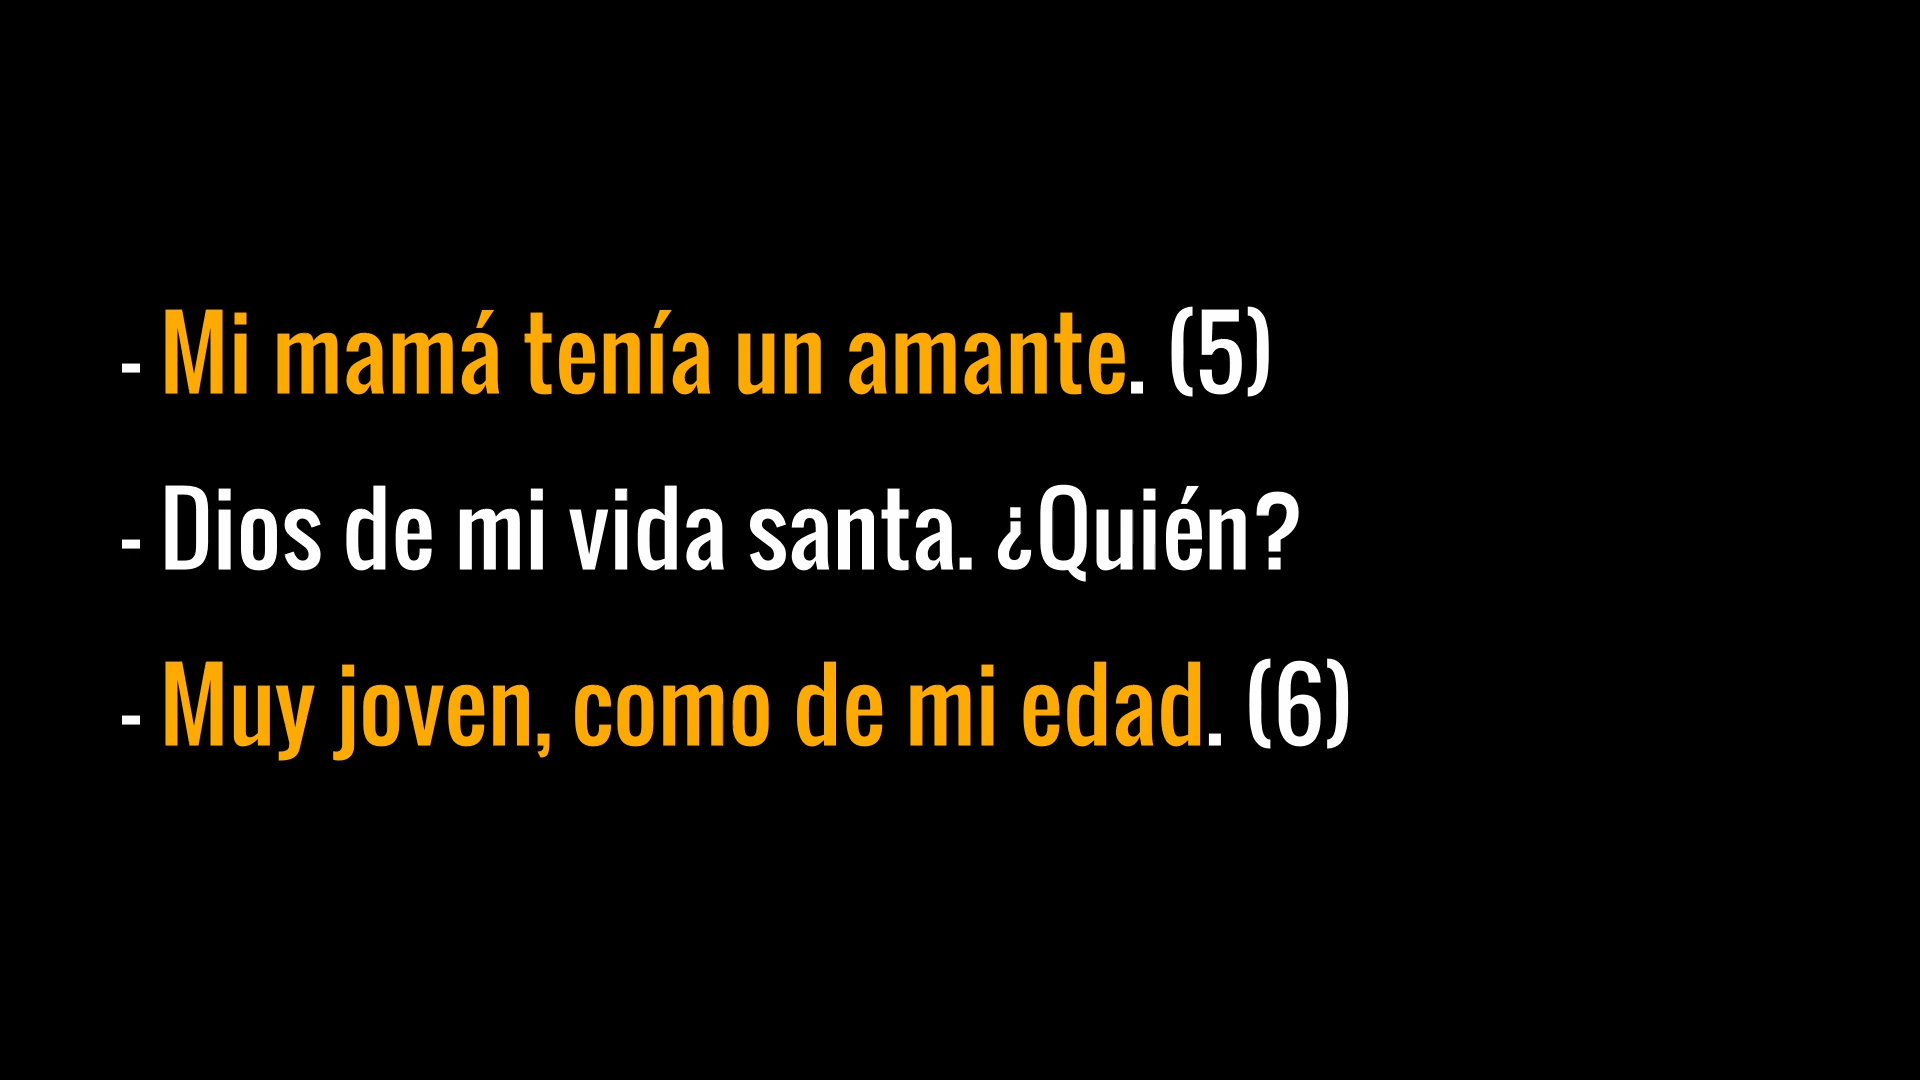 - Mi mamá tenía un amante. (5)
- Dios de mi vida santa. ¿Quién?
- Muy joven, como de mi edad. (6)